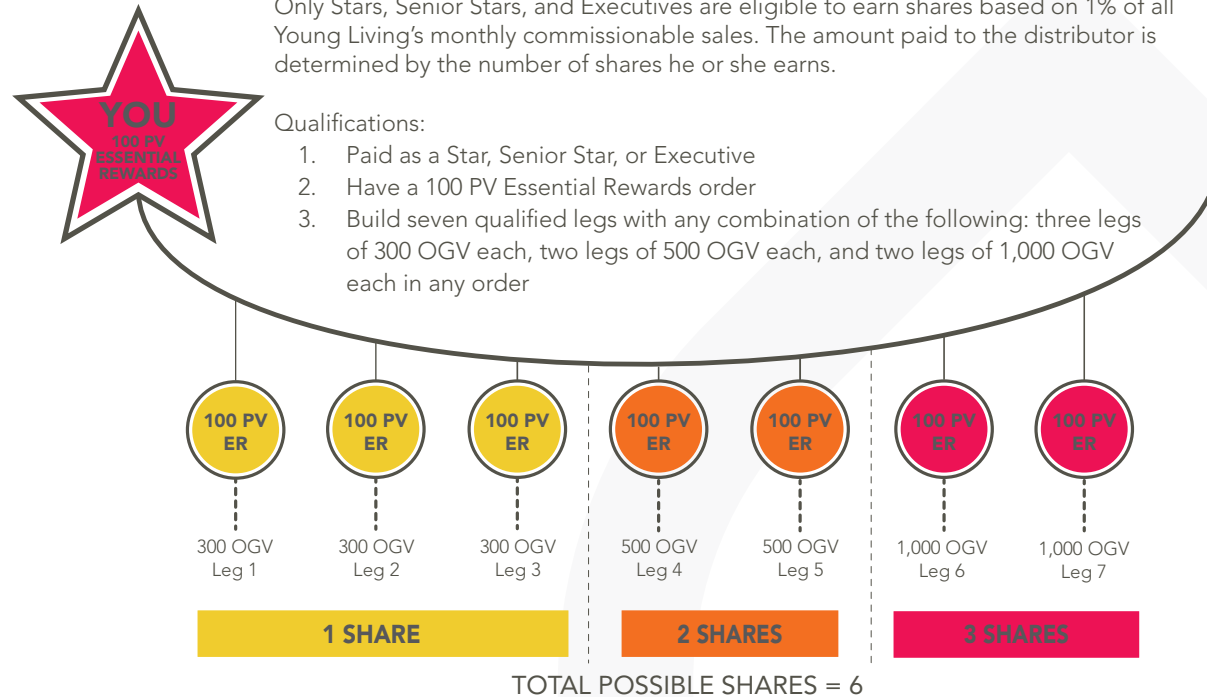 Only Stars, Senior Stars, and Executives are eligible to earn shares based on 1% of all
Young Living's monthly commissionable sales. The amount paid to the distributor is
determined by the number of shares he or she earns.
YOU
100 PV
ESSENTIAL
REWARDS
Qualifications:
1. Paid as a Star, Senior Star, or Executive
2. Have a 100 PV Essential Rewards order
3. Build seven qualified legs with any combination of the following: three legs
of 300 OGV each, two legs of 500 OGV each, and two legs of 1,000 OGV
each in any order
100 PV
ER
100 PV
ER
100 PV
ER
100 PV
ER
100 PV
ER
100 PV
ER
100 PV
ER
300 OGV
Leg 1
300 OGV
Leg 2
300 OGV
Leg 3
500 OGV
Leg 4
500 OGV
Leg 5
1,000 OGV
Leg 6
1,000 OGV
Leg 7
1 SHARE
2 SHARES
3 SHARES
TOTAL POSSIBLE SHARES = 6